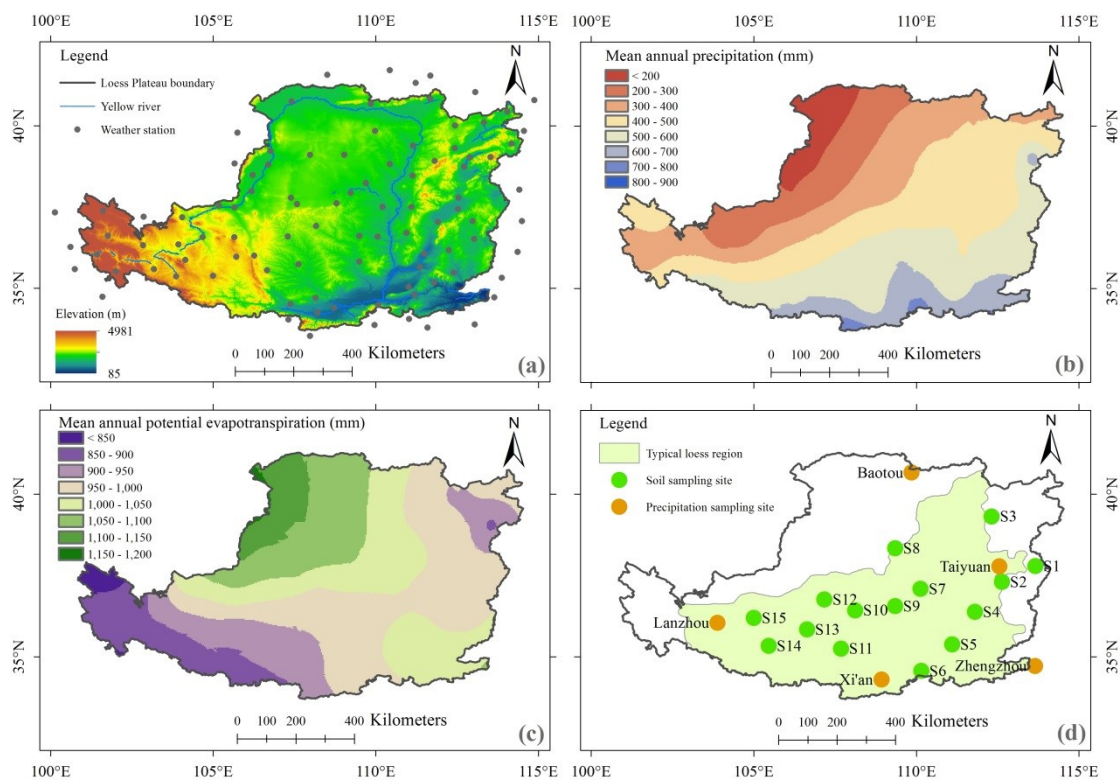 100°E 105°E 110°E 115°E 100°E 105°E 110°E 115°E
Legend
Loess Plateau boundary
Yellow river
Weather station
N
40°N
35°N
Elevation (m)
4981
85
0 100 200 400 Kilometers
(a)
Mean annual precipitation (mm)
< 200
200 - 300
300 - 400
400 - 500
500 - 600
600 - 700
700 - 800
800 - 900
N
40°N
35°N
0 100 200 400 Kilometers
(b)
Mean annual potential evapotranspiration (mm)
< 850
850 - 900
900 - 950
950 - 1,000
1,000 - 1,050
1,050 - 1,100
1,100 - 1,150
1,150 - 1,200
N
40°N
35°N
0 100 200 400 Kilometers
(c)
Legend
Typical loess region
Soil sampling site
Precipitation sampling site
N
40°N
35°N
Baotou
S3
S8
Taiyuan
S1
S2
S7
S12
S9
S10
S4
S15
Lanzhou
S13
S14
S11
S5
S6
Zhengzhou
Xi'an
0 100 200 400 Kilometers
(d)
40°N
35°N
100°E 105°E 110°E 115°E 100°E 105°E 110°E 115°E